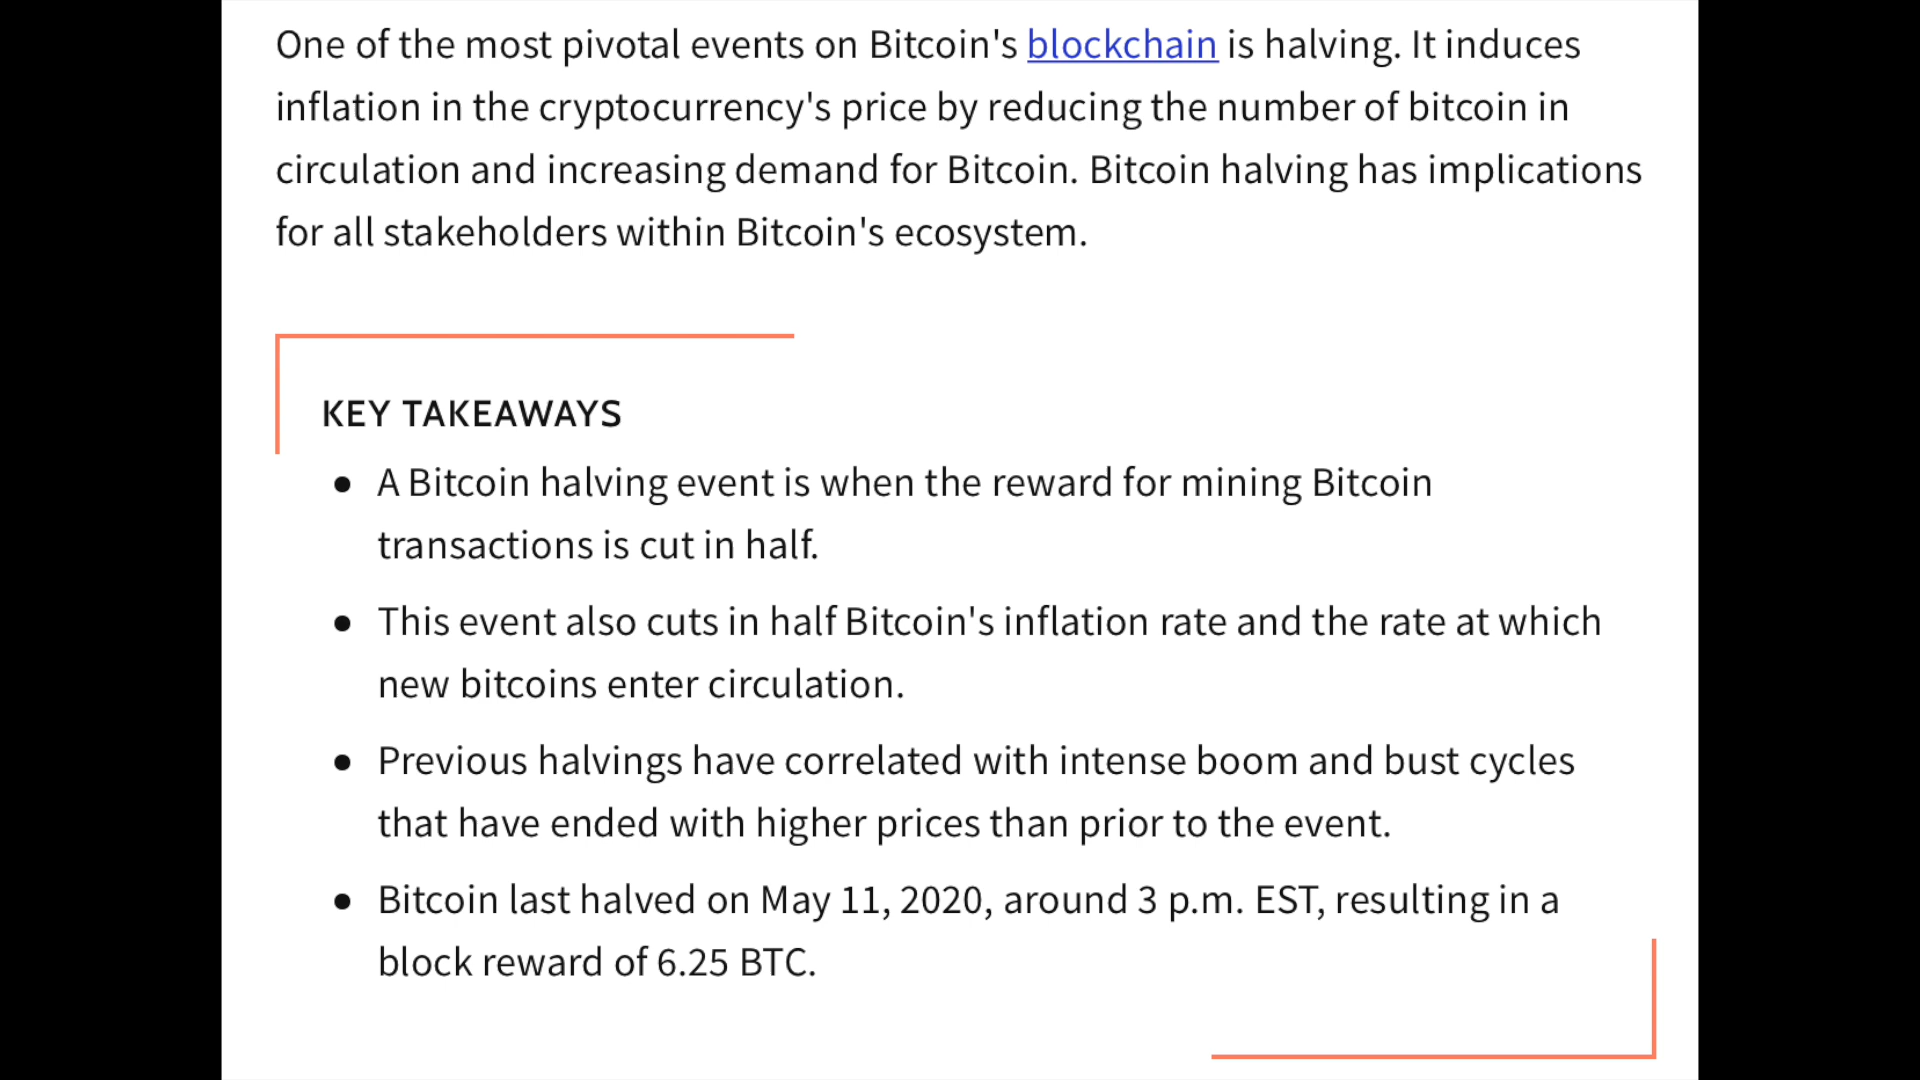 One of the most pivotal events on Bitcoin's blockchain is halving. It induces
inflation in the cryptocurrency's price by reducing the number of bitcoin in
circulation and increasing demand for Bitcoin. Bitcoin halving has implications
for all stakeholders within Bitcoin's ecosystem.
KEY TAKEAWAYS
• A Bitcoin halving event is when the reward for mining Bitcoin
transactions is cut in half.
• This event also cuts in half Bitcoin's inflation rate and the rate at which
new bitcoins enter circulation.
• Previous halvings have correlated with intense boom and bust cycles
that have ended with higher prices than prior to the event.
• Bitcoin last halved on May 11, 2020, around 3 p.m. EST, resulting in a
block reward of 6.25 BTC.